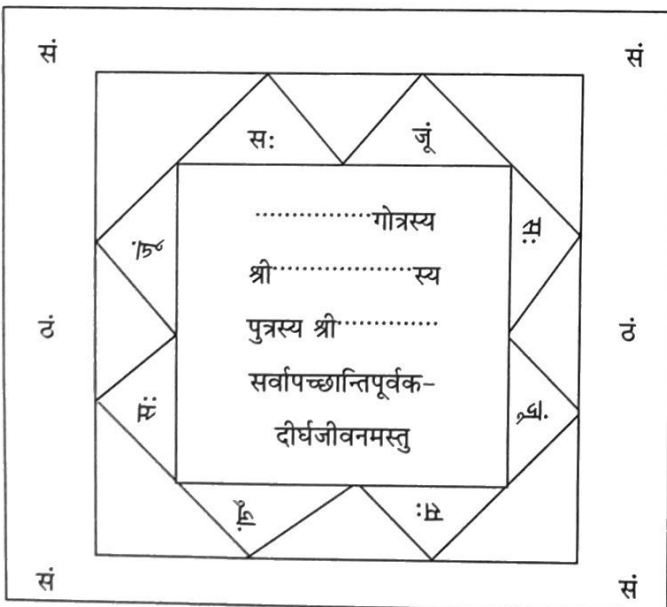 सं सं
सः जूं
जूं सः
...............गोत्रस्य
श्री..................स्य
ठं पुत्रस्य श्री............. ठं
सर्वापच्छान्तिपूर्वक-
सः जूं
दीर्घजीवनमस्तु
जूं सः
सं सं